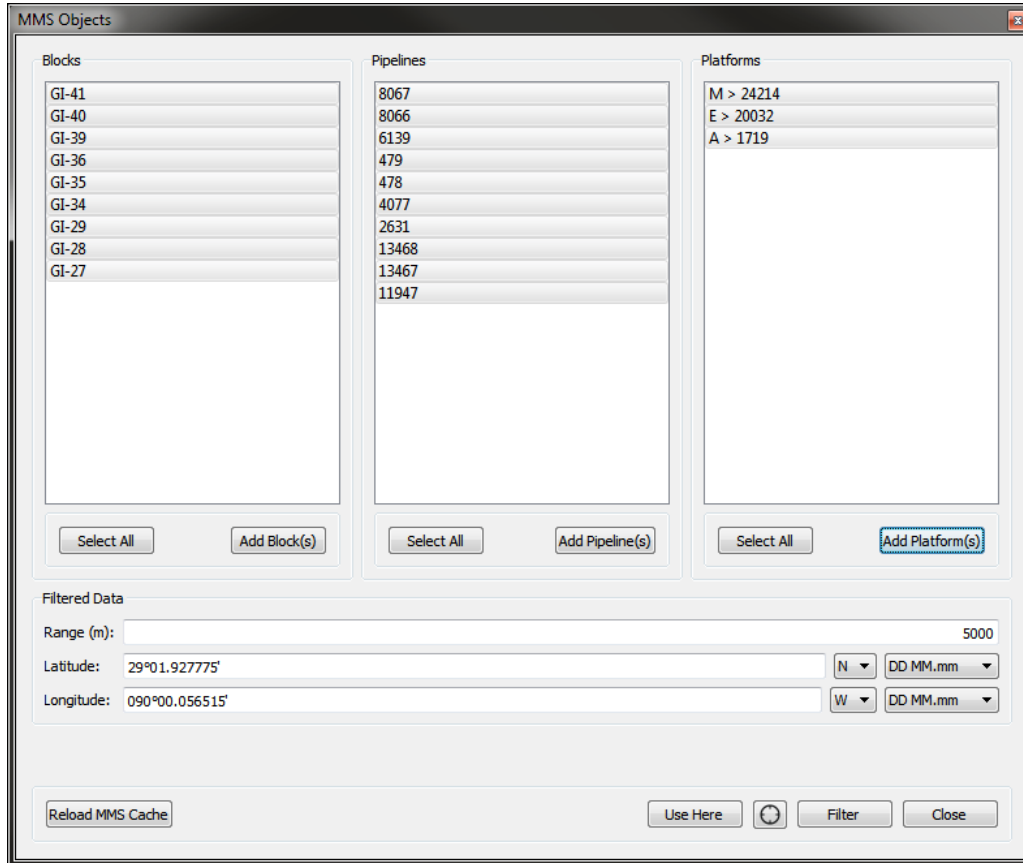 MMS Objects
Blocks
GI-41
GI-40
GI-39
GI-36
GI-35
GI-34
GI-29
GI-28
GI-27
Select All
Add Block(s)
Pipelines
8067
8066
6139
479
478
4077
2631
13468
13467
11947
Select All
Add Pipeline(s)
Platforms
M > 24214
E > 20032
A > 1719
Select All
Add Platform(s)
Filtered Data
Range (m): 5000
Latitude: 29°01.927775' N DD MM.mm
Longitude: 090°00.056515' W DD MM.mm
Reload MMS Cache
Use Here
Filter
Close